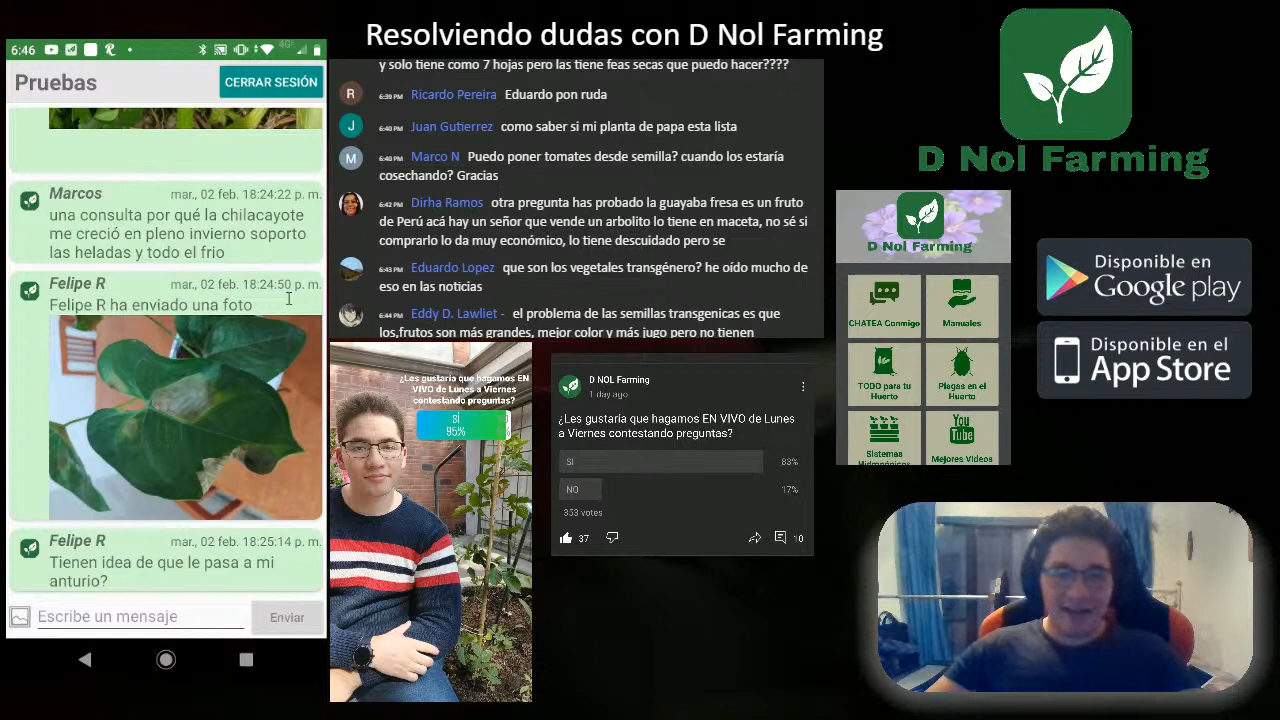 Resolviendo dudas con D Nol Farming
6:46
4G
Pruebas
CERRAR SESIÓN
Marcos
mar., 02 feb. 18:24:22 p. m.
una consulta por qué la chilacayote
me creció en pleno invierno soporto
las heladas y todo el frio
Felipe R
mar., 02 feb. 18:24:50 p. m.
Felipe R ha enviado una foto
Felipe R
mar., 02 feb. 18:25:14 p. m.
Tienen idea de que le pasa a mi
anturio?
Escribe un mensaje
Enviar
y solo tiene como 7 hojas pero las tiene feas secas que puedo hacer????
R
6:39 PM Ricardo Pereira Eduardo pon ruda
J
6:40 PM Juan Gutierrez como saber si mi planta de papa esta lista
M
6:40 PM Marco N Puedo poner tomates desde semilla? cuando los estaría
cosechando? Gracias
6:42 PM Dirha Ramos otra pregunta has probado la guayaba fresa es un fruto
de Perú acá hay un señor que vende un arbolito lo tiene en maceta, no sé si
comprarlo lo da muy económico, lo tiene descuidado pero se
6:43 PM Eduardo Lopez que son los vegetales transgénero? he oído mucho de
eso en las noticias
6:44 PM Eddy D. Lawliet - el problema de las semillas transgenicas es que
los,frutos son más grandes, mejor color y más jugo pero no tienen
¿Les gustaría que hagamos EN
VIVO de Lunes a Viernes
contestando preguntas?
SÍ
95%
D NOL Farming
1 day ago
¿Les gustaría que hagamos EN VIVO de Lunes
a Viernes contestando preguntas?
SI
83%
NO
17%
353 votes
37
10
D Nol Farming
D Nol Farming
CHATEA Conmigo
Manuales
TODO para tu
Huerto
Plagas en el
Huerto
Sistemas
Hidropónicos
You
Tube
Mejores Videos
Disponible en
Google play
Disponible en el
App Store